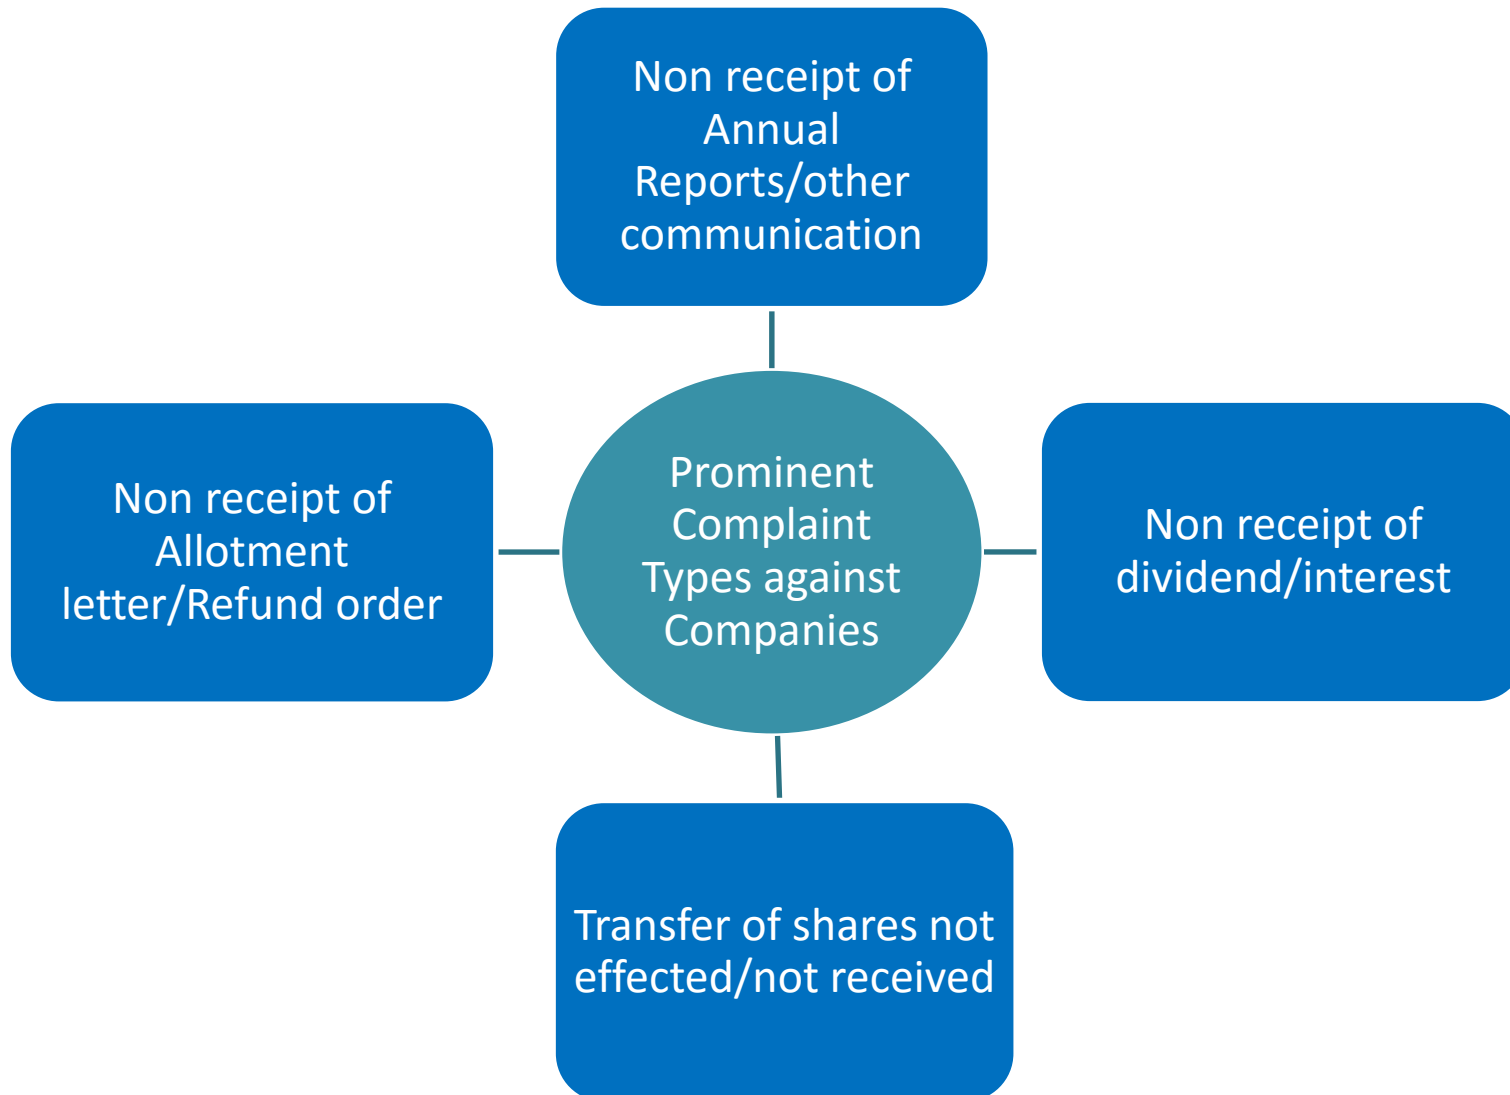 Non receipt of
Annual
Reports/other
communication
Non receipt of
Allotment
letter/Refund order
Prominent
Complaint
Types against
Companies
Non receipt of
dividend/interest
Transfer of shares not
effected/not received